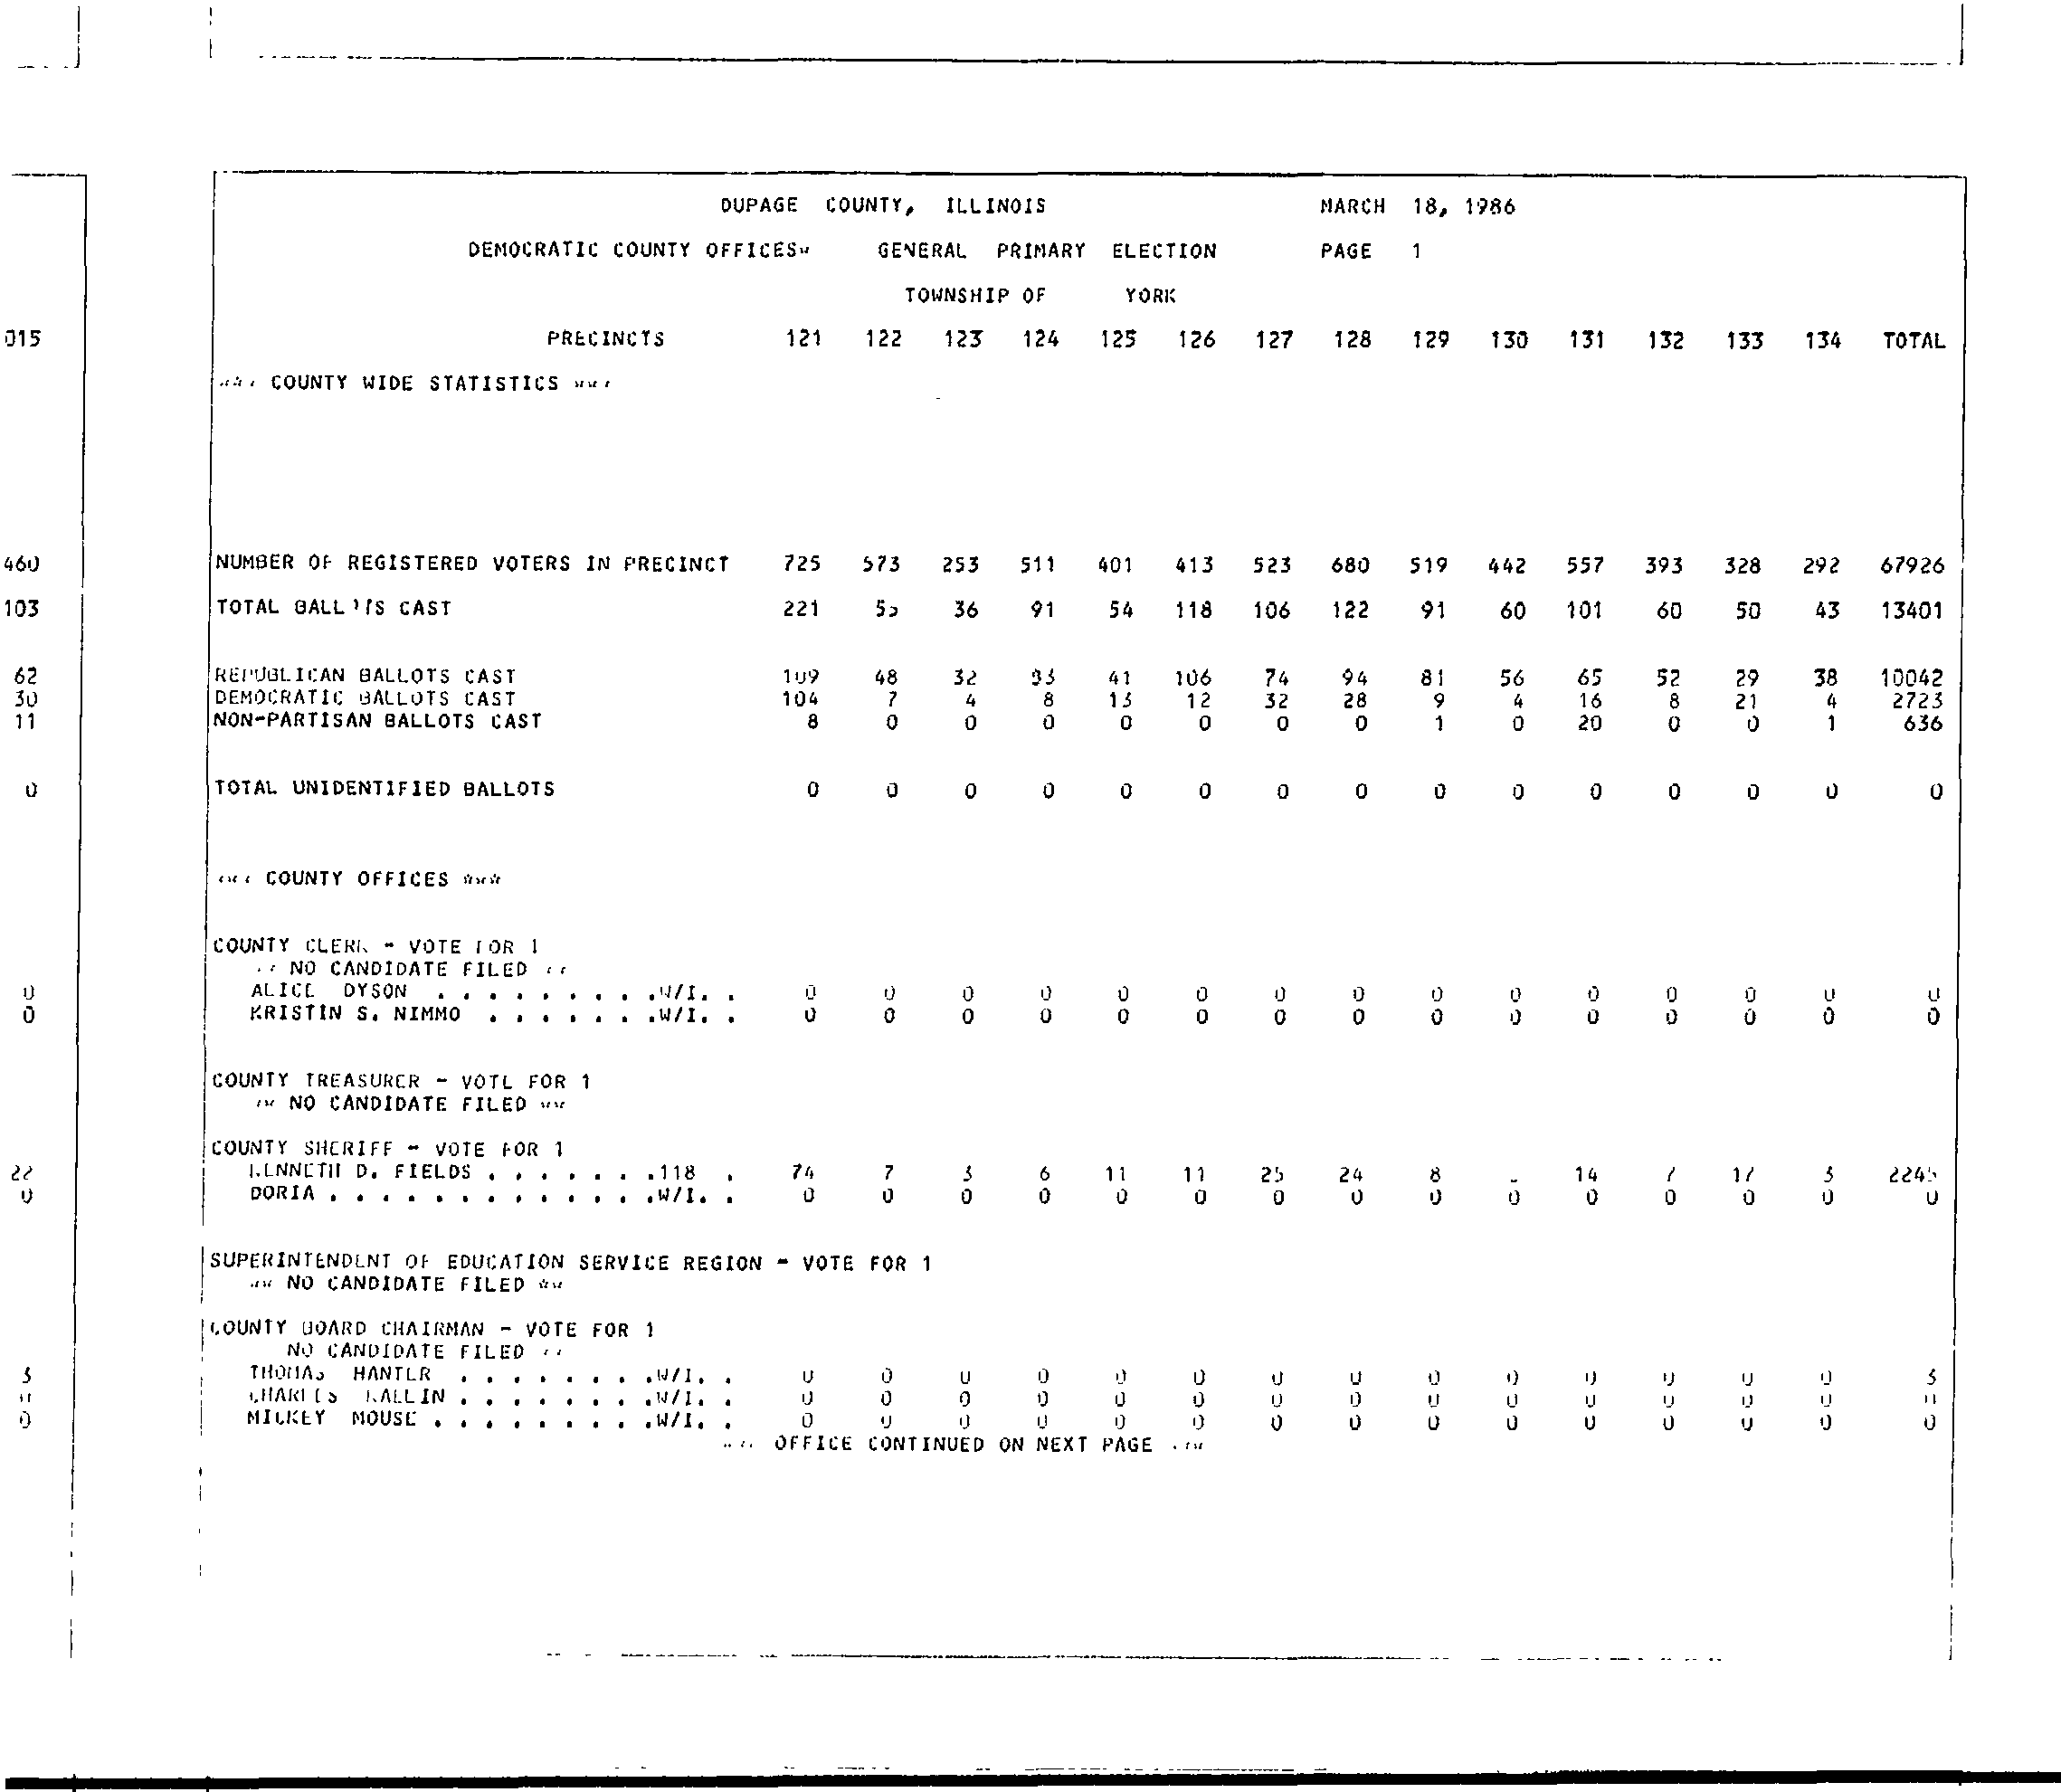 DUPAGE COUNTY, ILLINOIS MARCH 18, 1986
DEMOCRATIC COUNTY OFFICES* GENERAL PRIMARY ELECTION PAGE 1
TOWNSHIP OF YORK
015 PRECINCTS 121 122 123 124 125 126 127 128 129 130 131 132 133 134 TOTAL
*** COUNTY WIDE STATISTICS ***
460 NUMBER OF REGISTERED VOTERS IN PRECINCT 725 573 253 511 401 413 523 680 519 442 557 393 328 292 67926
103 TOTAL CAST 221 55 36 91 54 118 106 122 91 60 101 60 50 43 13401
62 REPUBLICAN BALLOTS CAST 109 48 32 83 41 106 74 94 81 56 65 52 29 38 10042
30 DEMOCRATIC BALLOTS CAST 104 7 4 8 13 12 32 28 9 4 16 8 21 4 2723
11 NON-PARTISAN BALLOTS CAST 8 0 0 0 0 0 0 0 1 0 20 0 0 1 636
0 TOTAL UNIDENTIFIED BALLOTS 0 0 0 0 0 0 0 0 0 0 0 0 0 0 0
*** COUNTY OFFICES ***
COUNTY CLERK - VOTE FOR 1
** NO CANDIDATE FILED **
0 ALICE DYSON . . . . . . . . .W/I. . 0 0 0 0 0 0 0 0 0 0 0 0 0 0 0
0 KRISTIN S. NIMMO . . . . . . .W/I. . 0 0 0 0 0 0 0 0 0 0 0 0 0 0 0
COUNTY TREASURER - VOTE FOR 1
** NO CANDIDATE FILED **
COUNTY SHERIFF - VOTE FOR 1
22 KENNETH D. FIELDS . . . . . . .118 . 74 7 3 6 11 11 25 24 8 14 7 17 3 2245
0 DORIA . . . . . . . . . . . . .W/I. . 0 0 0 0 0 0 0 0 0 0 0 0 0 0 0
SUPERINTENDENT OF EDUCATION SERVICE REGION - VOTE FOR 1
** NO CANDIDATE FILED **
COUNTY BOARD CHAIRMAN - VOTE FOR 1
NO CANDIDATE FILED **
3 THOMAS HANTER . . . . . . . .W/I. . 0 0 0 0 0 0 0 0 0 0 0 0 0 0 3
0 CHARLES . . . . . . . .W/I. . 0 0 0 0 0 0 0 0 0 0 0 0 0 0 0
0 MICKEY MOUSE . . . . . . . . .W/I. . 0 0 0 0 0 0 0 0 0 0 0 0 0 0 0
*** OFFICE CONTINUED ON NEXT PAGE ***